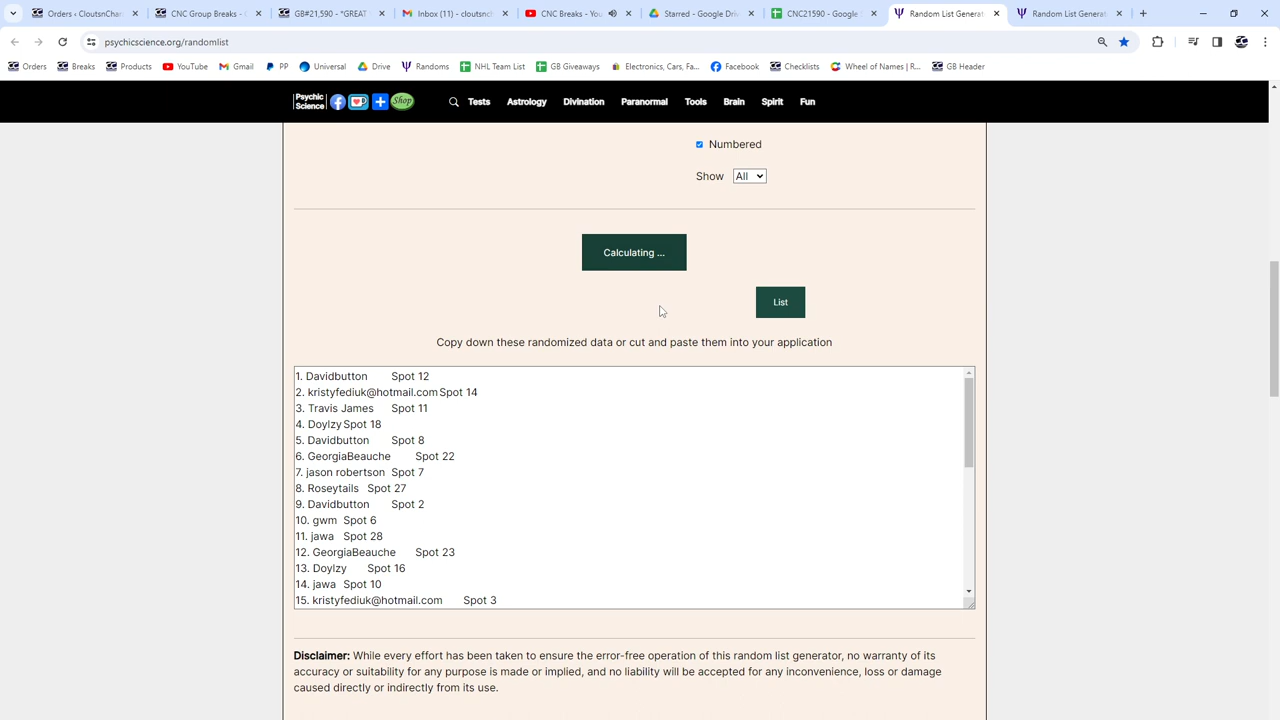 Orders ‹ CloutsnChar
CNC Group Breaks - G
GB#21,590 - *GREAT
Inbox (11) - cloutsnch
CNC Breaks - You
Starred - Google Driv
CNC21590 - Google S
Random List Generat
Random List Generat
psychicscience.org/randomlist
Orders
Breaks
Products
YouTube
Gmail
PP
Universal
Drive
Randoms
NHL Team List
GB Giveaways
Electronics, Cars, Fa...
Facebook
Checklists
Wheel of Names | R...
GB Header
Psychic
Science
Shop
Tests
Astrology
Divination
Paranormal
Tools
Brain
Spirit
Fun
Numbered
Show All
Calculating ...
List
Copy down these randomized data or cut and paste them into your application
1. Davidbutton Spot 12
2. kristyfediuk@hotmail.com Spot 14
3. Travis James Spot 11
4. Doylzy Spot 18
5. Davidbutton Spot 8
6. GeorgiaBeauche Spot 22
7. jason robertson Spot 7
8. Roseytails Spot 27
9. Davidbutton Spot 2
10. gwm Spot 6
11. jawa Spot 28
12. GeorgiaBeauche Spot 23
13. Doylzy Spot 16
14. jawa Spot 10
15. kristyfediuk@hotmail.com Spot 3
Disclaimer: While every effort has been taken to ensure the error-free operation of this random list generator, no warranty of its
accuracy or suitability for any purpose is made or implied, and no liability will be accepted for any inconvenience, loss or damage
caused directly or indirectly from its use.